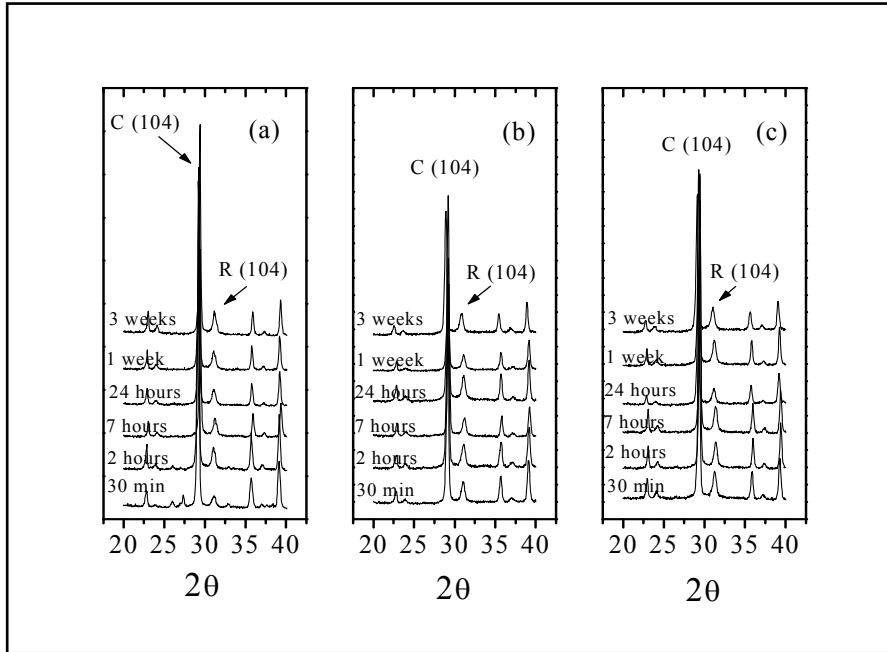 (a)
C (104)
R (104)
3 weeks
1 week
24 hours
7 hours
2 hours
30 min
20 25 30 35 40
2θ
(b)
C (104)
R (104)
3 weeks
1 weeek
24 hours
7 hours
2 hours
30 min
20 25 30 35 40
2θ
(c)
C (104)
R (104)
3 weeks
1 week
24 hours
7 hours
2 hours
30 min
20 25 30 35 40
2θ